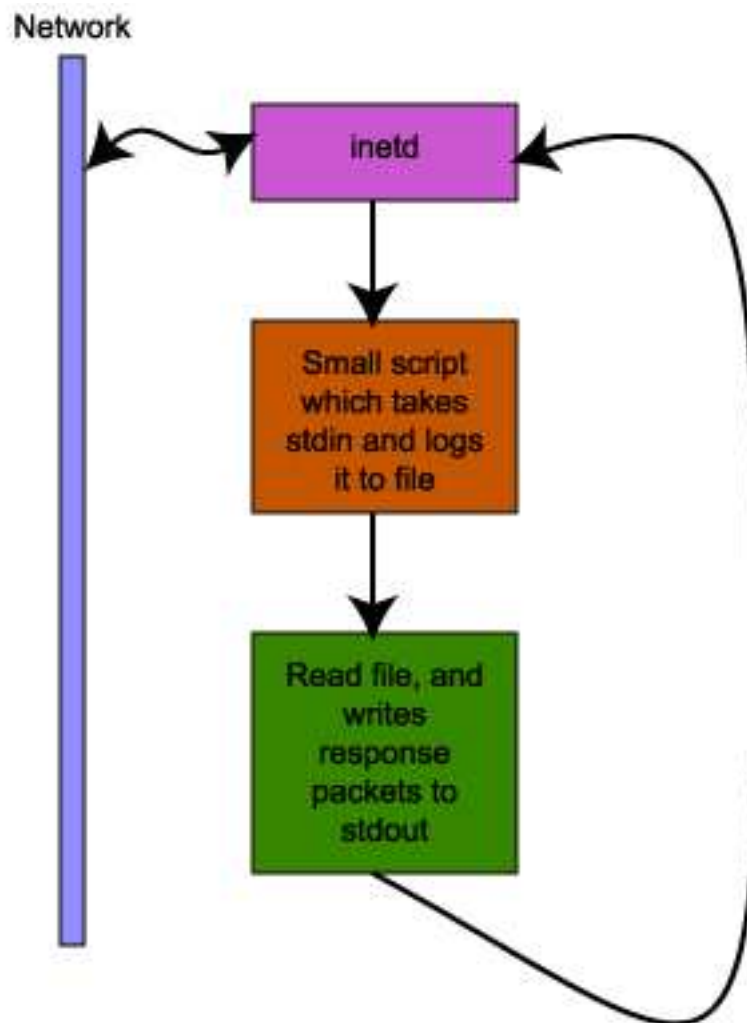 Network
inetd
Small script
which takes
stdin and logs
it to file
Read file, and
writes
response
packets to
stdout